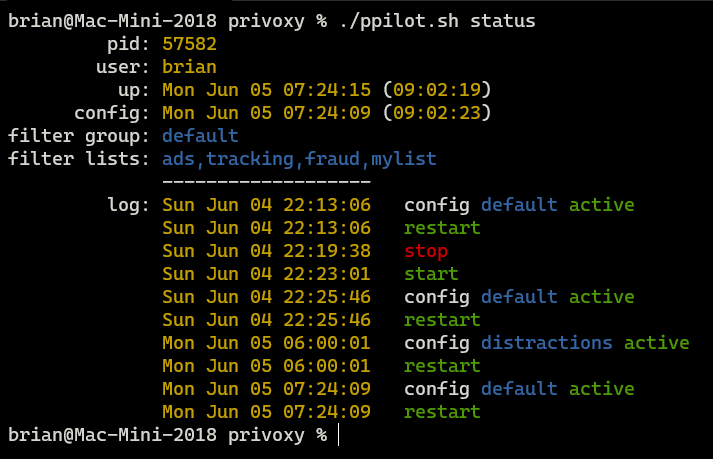 brian@Mac-Mini-2018 privoxy % ./ppilot.sh status
pid: 57582
user: brian
up: Mon Jun 05 07:24:15 (09:02:19)
config: Mon Jun 05 07:24:09 (09:02:23)
filter group: default
filter lists: ads,tracking,fraud,mylist
-------------------
log: Sun Jun 04 22:13:06 config default active
Sun Jun 04 22:13:06 restart
Sun Jun 04 22:19:38 stop
Sun Jun 04 22:23:01 start
Sun Jun 04 22:25:46 config default active
Sun Jun 04 22:25:46 restart
Mon Jun 05 06:00:01 config distractions active
Mon Jun 05 06:00:01 restart
Mon Jun 05 07:24:09 config default active
Mon Jun 05 07:24:09 restart
brian@Mac-Mini-2018 privoxy %